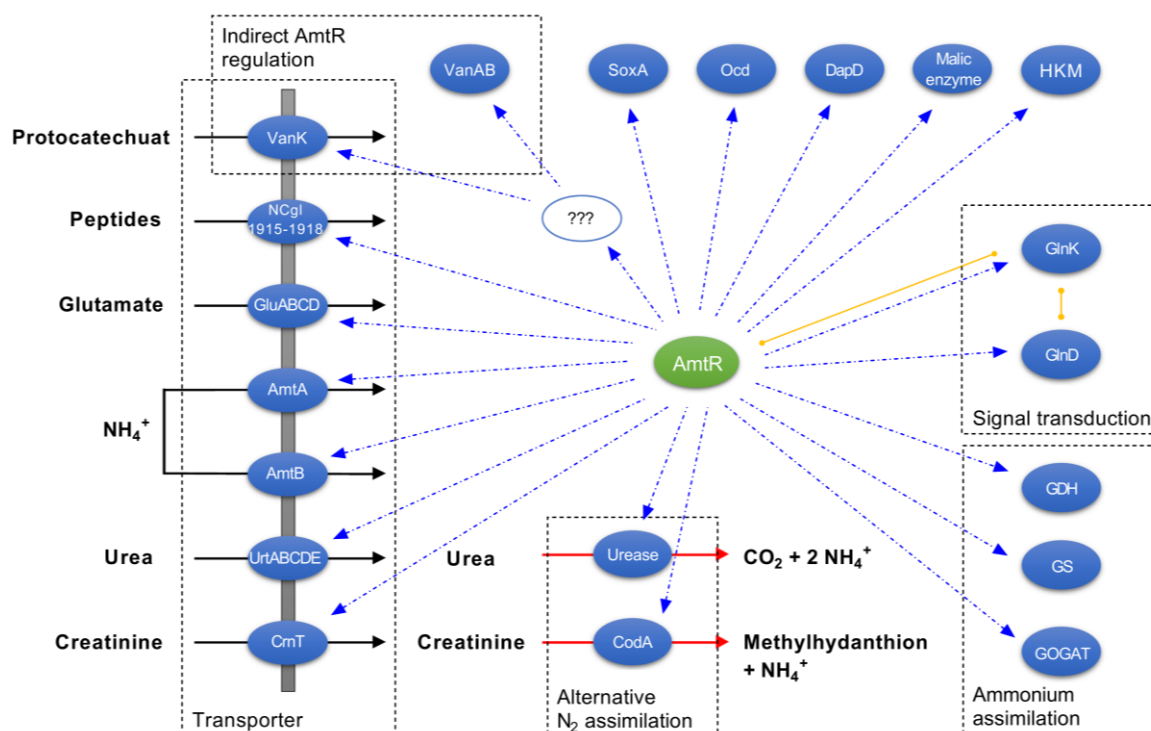 Indirect AmtR
regulation
VanAB
SoxA
Ocd
DapD
Malic
enzyme
HKM
Protocatechuat
VanK
Peptides
NCgl
1915-1918
???
GlnK
Glutamate
GluABCD
AmtR
GlnD
AmtA
NH₄⁺
Signal transduction
AmtB
GDH
Urea
UrtABCDE
Urea
Urease
CO₂ + 2 NH₄⁺
GS
Creatinine
CrnT
Creatinine
CodA
Methylhydanthion
+ NH₄⁺
GOGAT
Transporter
Alternative
N₂ assimilation
Ammonium
assimilation